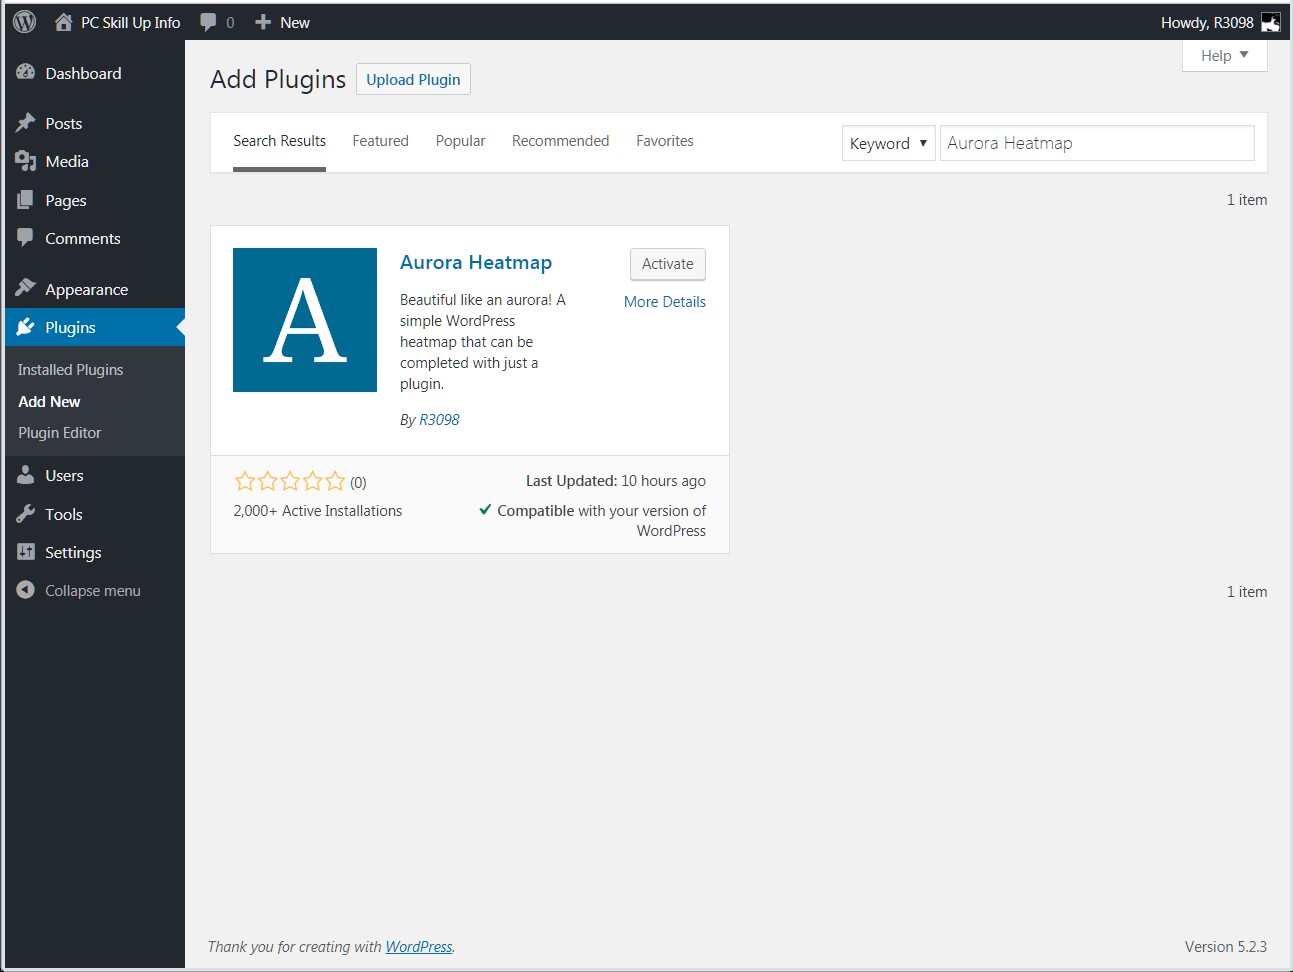 PC Skill Up Info
0
New
Howdy, R3098
Dashboard
Posts
Media
Pages
Comments
Appearance
Plugins
Installed Plugins
Add New
Plugin Editor
Users
Tools
Settings
Collapse menu
Help
Add Plugins
Upload Plugin
Search Results
Featured
Popular
Recommended
Favorites
Keyword
Aurora Heatmap
1 item
A
Aurora Heatmap
Beautiful like an aurora! A
simple WordPress
heatmap that can be
completed with just a
plugin.
By R3098
Activate
More Details
(0)
2,000+ Active Installations
Last Updated: 10 hours ago
Compatible with your version of
WordPress
1 item
Thank you for creating with WordPress.
Version 5.2.3